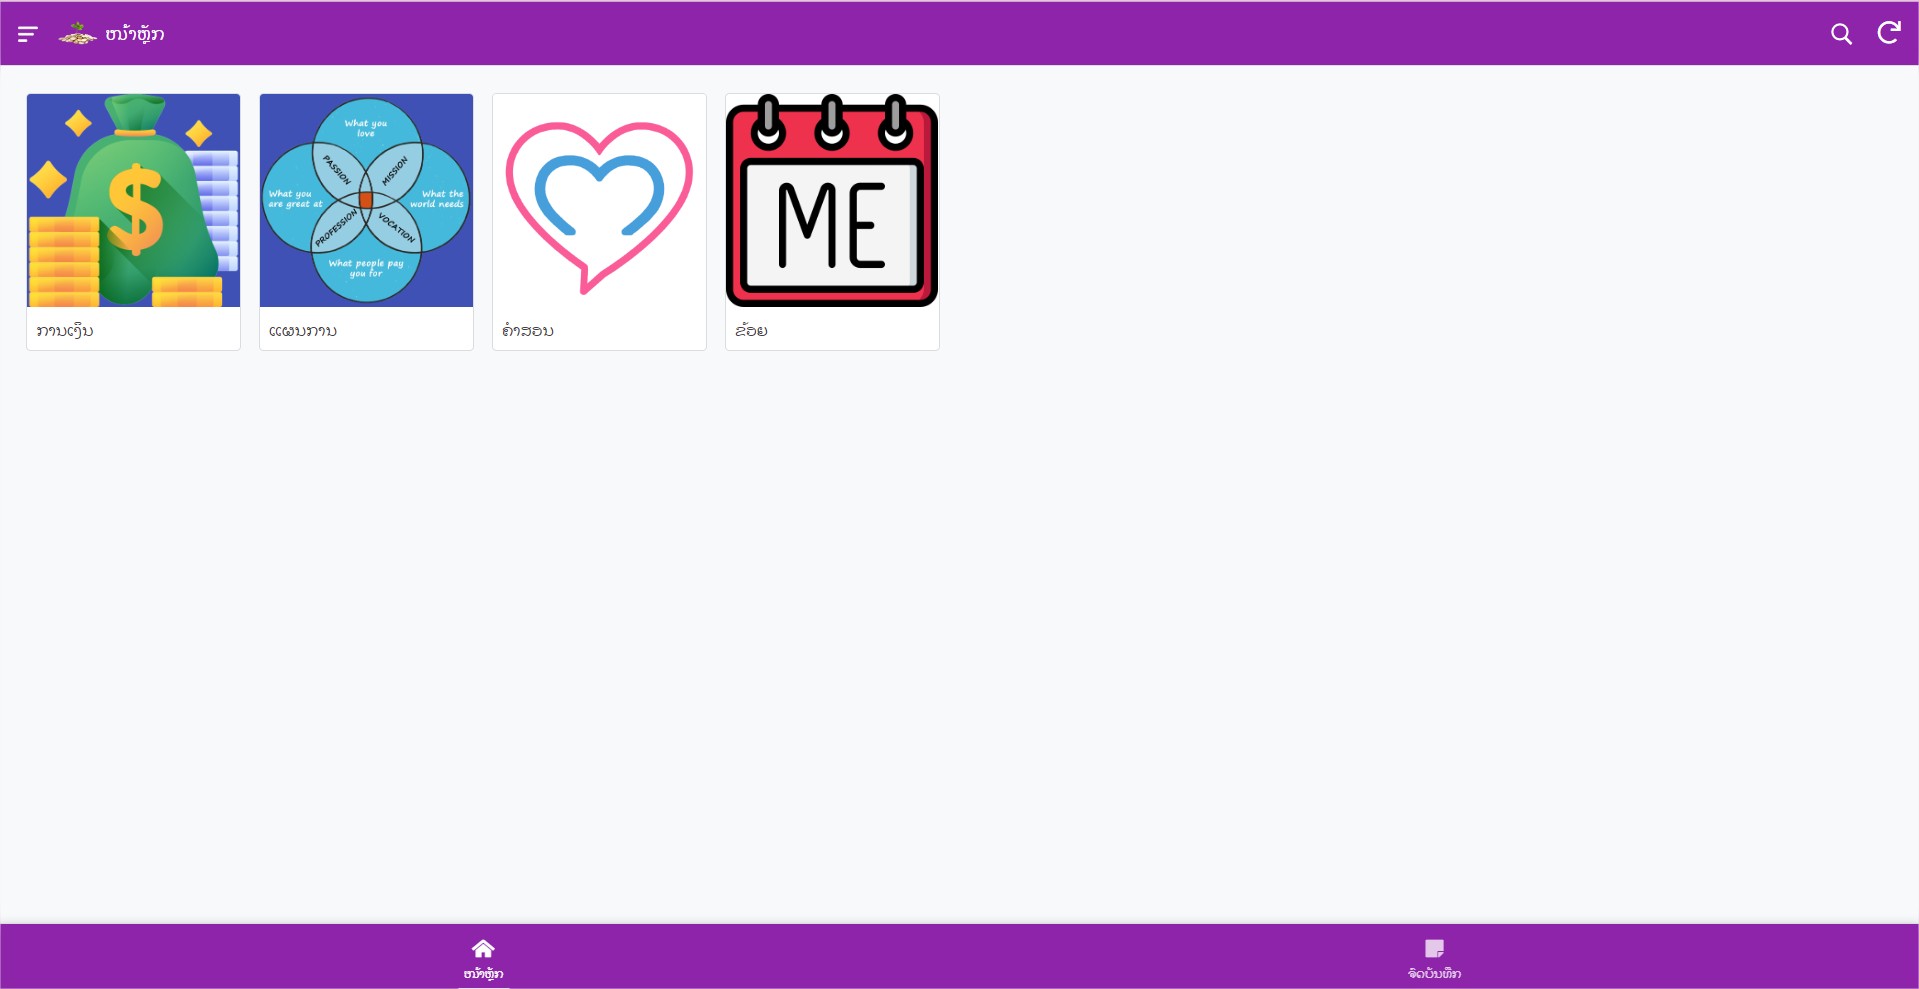 ໜ້າຫຼັກ
What you
love
PASSION
MISSION
What you
are great at
What the
world needs
PROFESSION
VOCATION
What people pay
you for
ME
ການເງິນ
ແຜນການ
ຄຳສອນ
ຂ້ອຍ
ໜ້າຫຼັກ
ຈົດບັນທຶກ